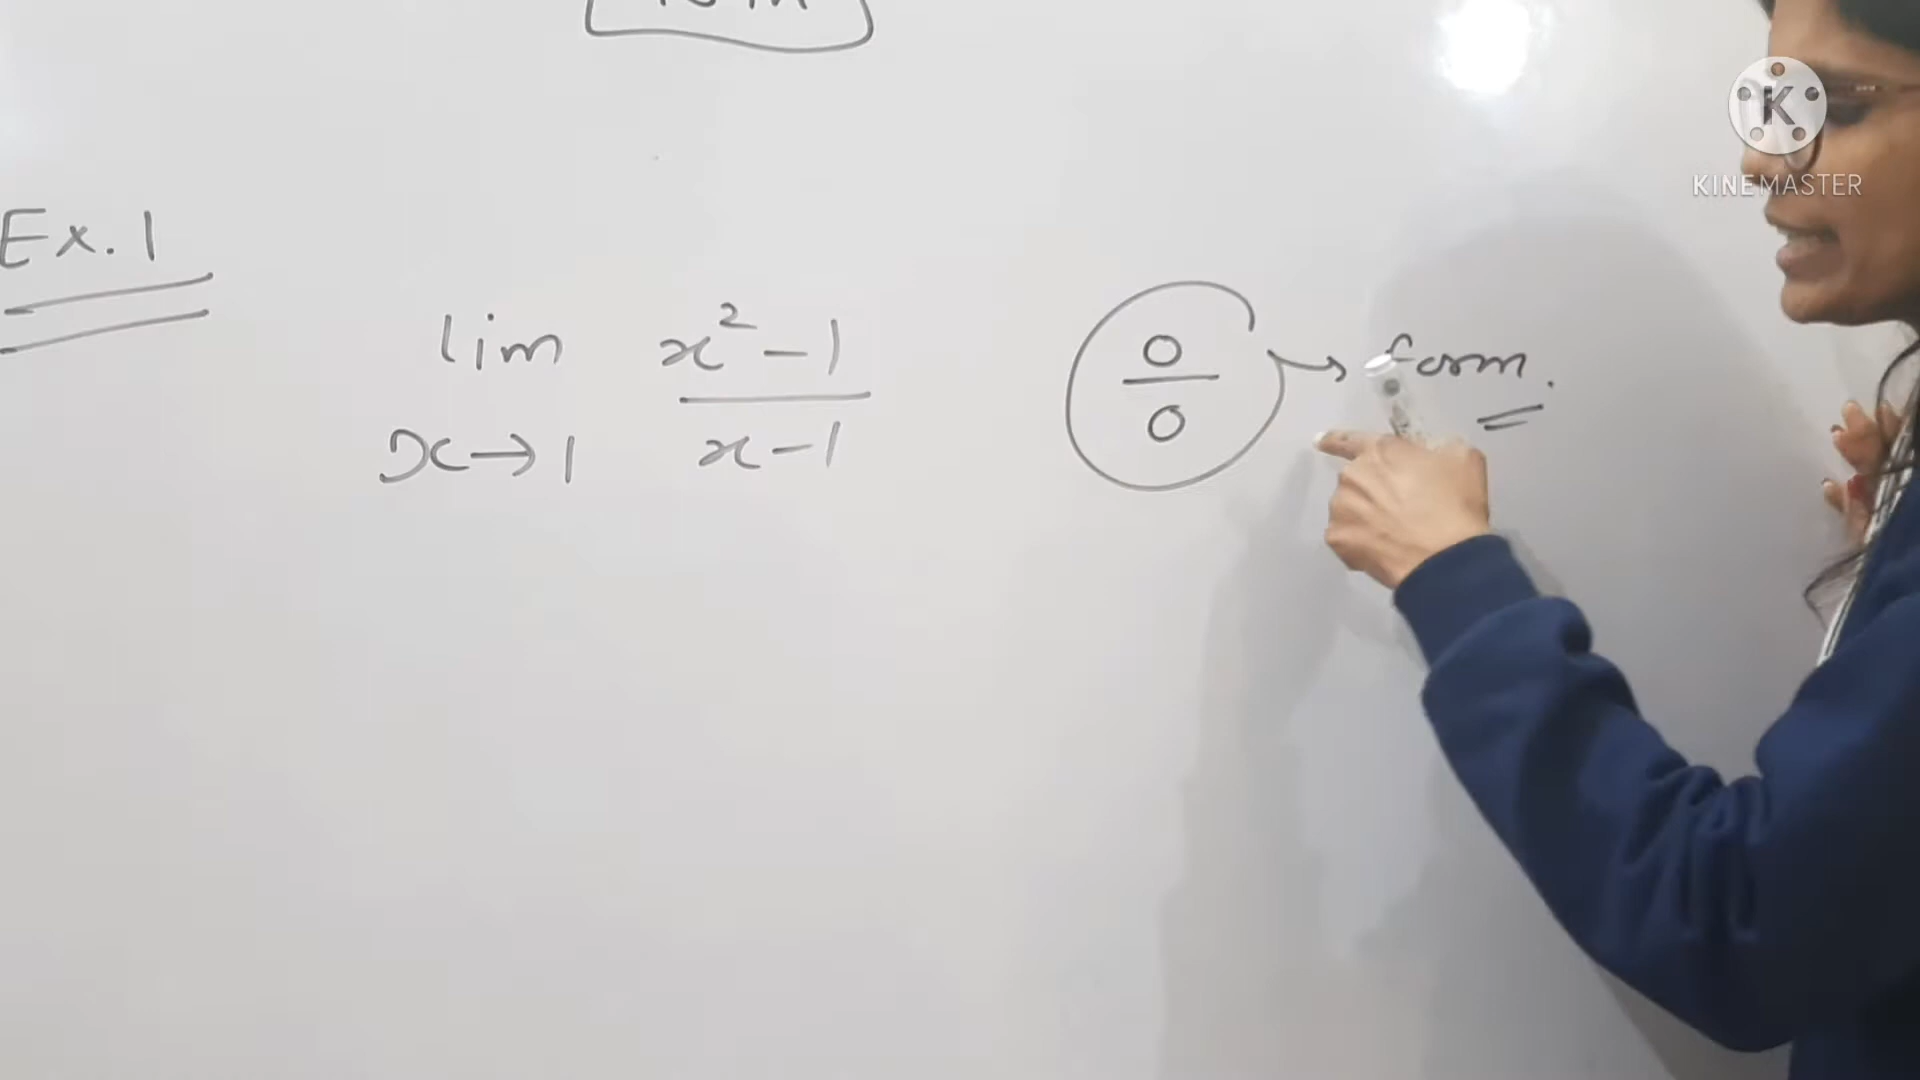 K
KINEMASTER
Ex. 1
lim x² - 1 / x - 1
x → 1
0 / 0 → form.